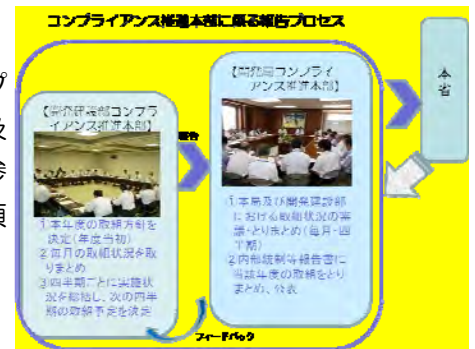 コンプライアンス推進本部に係る報告プロセス
プ
及
参
項
【開発建設部コンプラ
イアンス推進本部】
①本年度の取組方針を
決定（年度当初）
②毎月の取組状況を取
りまとめ
③四半期ごとに実施状
況を総括し、次の四半
期の取組予定を決定
報告
【開発局コンプライ
アンス推進本部】
①本局及び開発建設部
における取組状況の審
議・とりまとめ（毎月・四
半期）
②内部統制等報告書に
当該年度の取組をとり
まとめ、公表
本
省
フィードバック